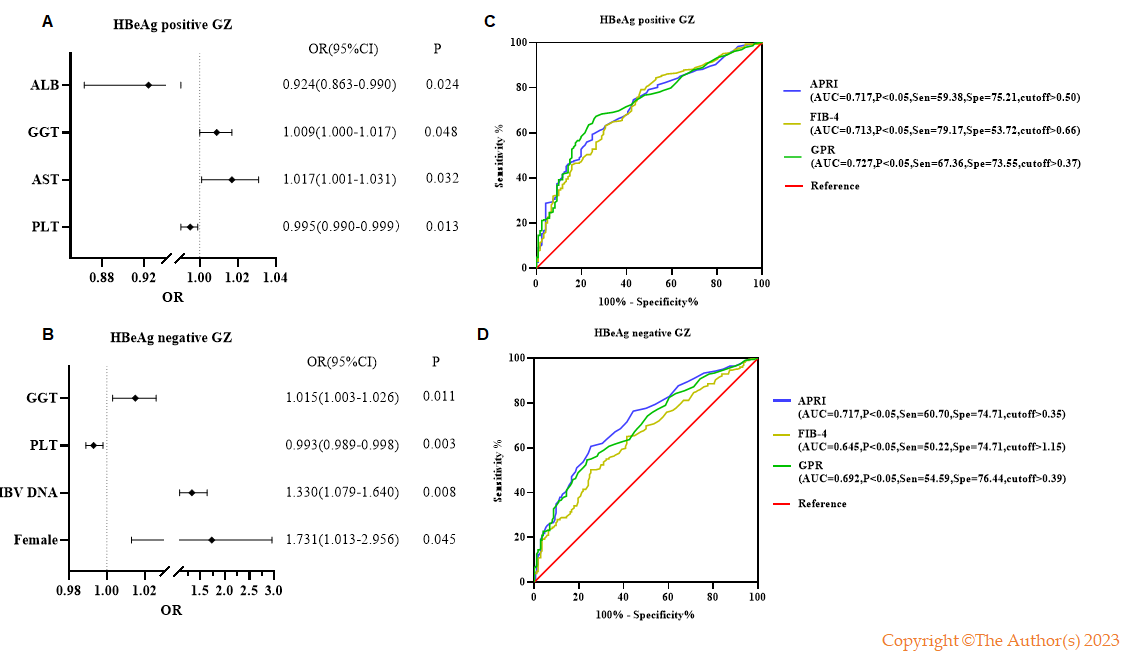 A
HBeAg positive GZ
OR(95%CI) P
ALB 0.924(0.863-0.990) 0.024
GGT 1.009(1.000-1.017) 0.048
AST 1.017(1.001-1.031) 0.032
PLT 0.995(0.990-0.999) 0.013
0.88 0.92 1.00 1.02 1.04
OR
C
HBeAg positive GZ
100
80
60
40
20
0
Sensitivity %
0 20 40 60 80 100
100% - Specificity%
APRI
(AUC=0.717,P<0.05,Sen=59.38,Spe=75.21,cutoff>0.50)
FIB-4
(AUC=0.713,P<0.05,Sen=79.17,Spe=53.72,cutoff>0.66)
GPR
(AUC=0.727,P<0.05,Sen=67.36,Spe=73.55,cutoff>0.37)
Reference
B
HBeAg negative GZ
OR(95%CI) P
GGT 1.015(1.003-1.026) 0.011
PLT 0.993(0.989-0.998) 0.003
HBV DNA 1.330(1.079-1.640) 0.008
Female 1.731(1.013-2.956) 0.045
0.98 1.00 1.02 1.5 2.0 2.5 3.0
OR
D
HBeAg negative GZ
100
80
60
40
20
0
Sensitivity %
0 20 40 60 80 100
100% - Specificity%
APRI
(AUC=0.717,P<0.05,Sen=60.70,Spe=74.71,cutoff>0.35)
FIB-4
(AUC=0.645,P<0.05,Sen=50.22,Spe=74.71,cutoff>1.15)
GPR
(AUC=0.692,P<0.05,Sen=54.59,Spe=76.44,cutoff>0.39)
Reference
Copyright ©The Author(s) 2023